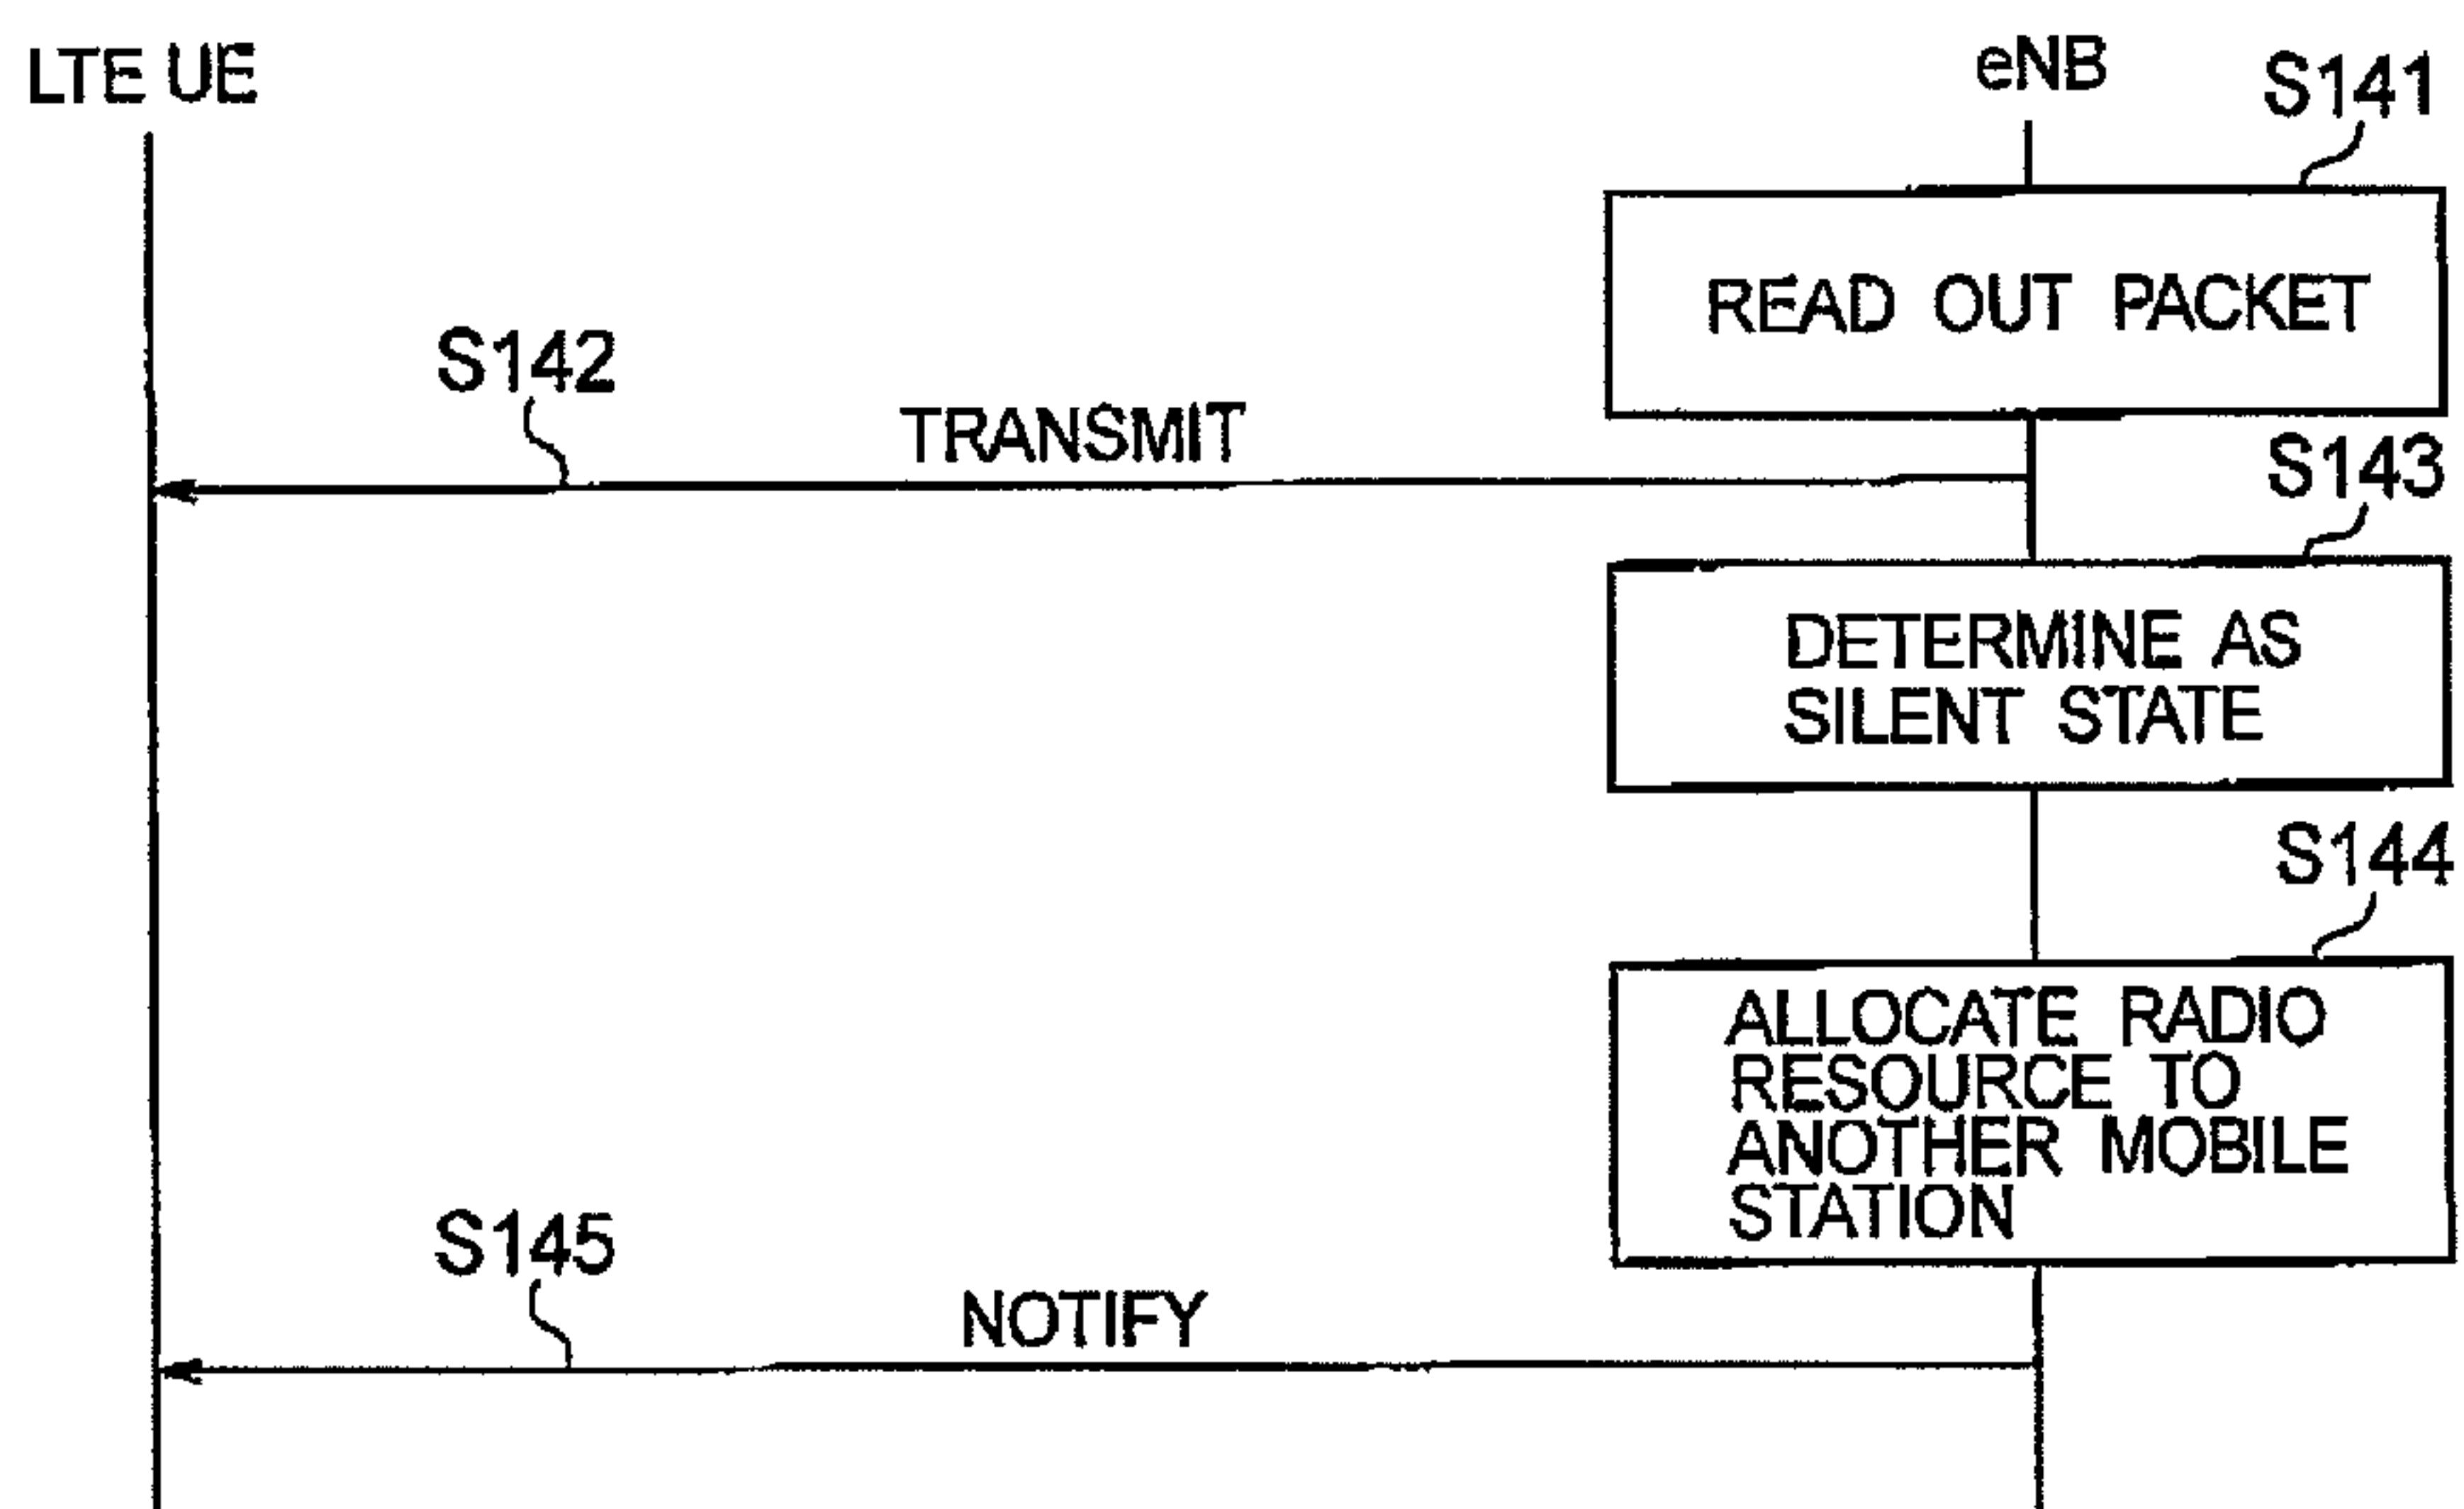 LTE UE
eNB
S141
READ OUT PACKET
S142
TRANSMIT
S143
DETERMINE AS
SILENT STATE
S144
ALLOCATE RADIO
RESOURCE TO
ANOTHER MOBILE
STATION
S145
NOTIFY